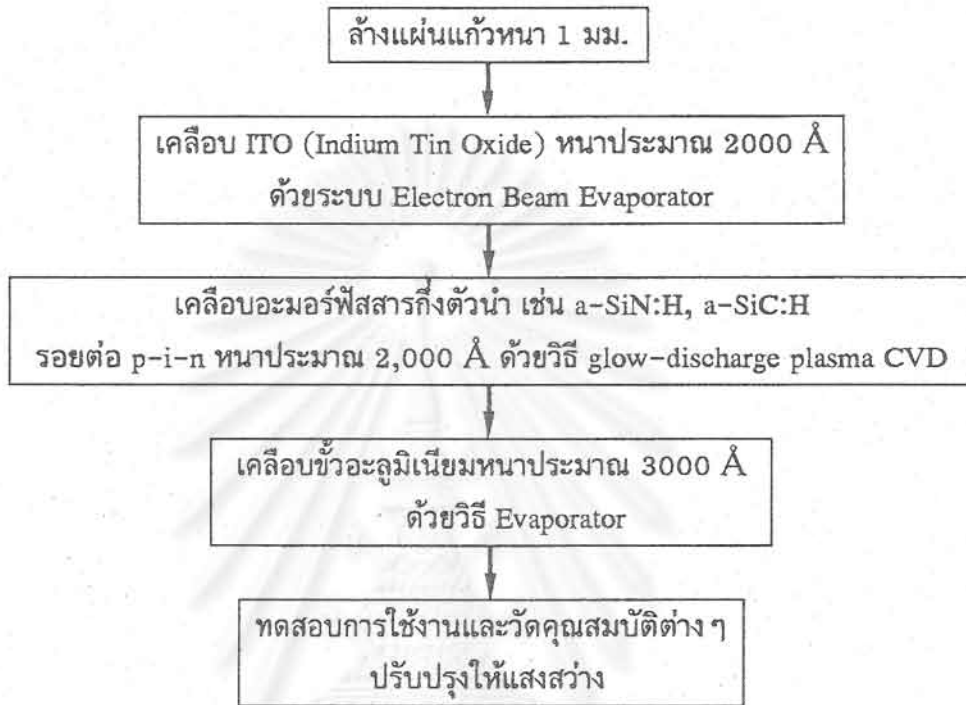 ล้างแผ่นแก้วหนา 1 มม.
เคลือบ ITO (Indium Tin Oxide) หนาประมาณ 2000 Å
ด้วยระบบ Electron Beam Evaporator
เคลือบอะมอร์ฟัสสารกึ่งตัวนำ เช่น a-SiN:H, a-SiC:H
รอยต่อ p-i-n หนาประมาณ 2,000 Å ด้วยวิธี glow-discharge plasma CVD
เคลือบขั้วอะลูมิเนียมหนาประมาณ 3000 Å
ด้วยวิธี Evaporator
ทดสอบการใช้งานและวัดคุณสมบัติต่างๆ
ปรับปรุงให้แสงสว่าง